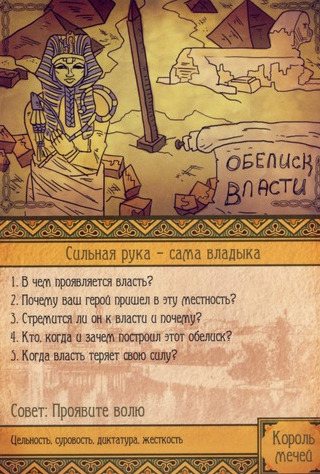 ОБЕЛИСК
ВЛАСТИ
Сильная рука – сама владыка
1. В чем проявляется власть?
2. Почему ваш герой пришел в эту местность?
3. Стремится ли он к власти и почему?
4. Кто, когда и зачем построил этот обелиск?
5. Когда власть теряет свою силу?
Совет: Проявите волю
Цельность, суровость, диктатура, жесткость
Король
мечей